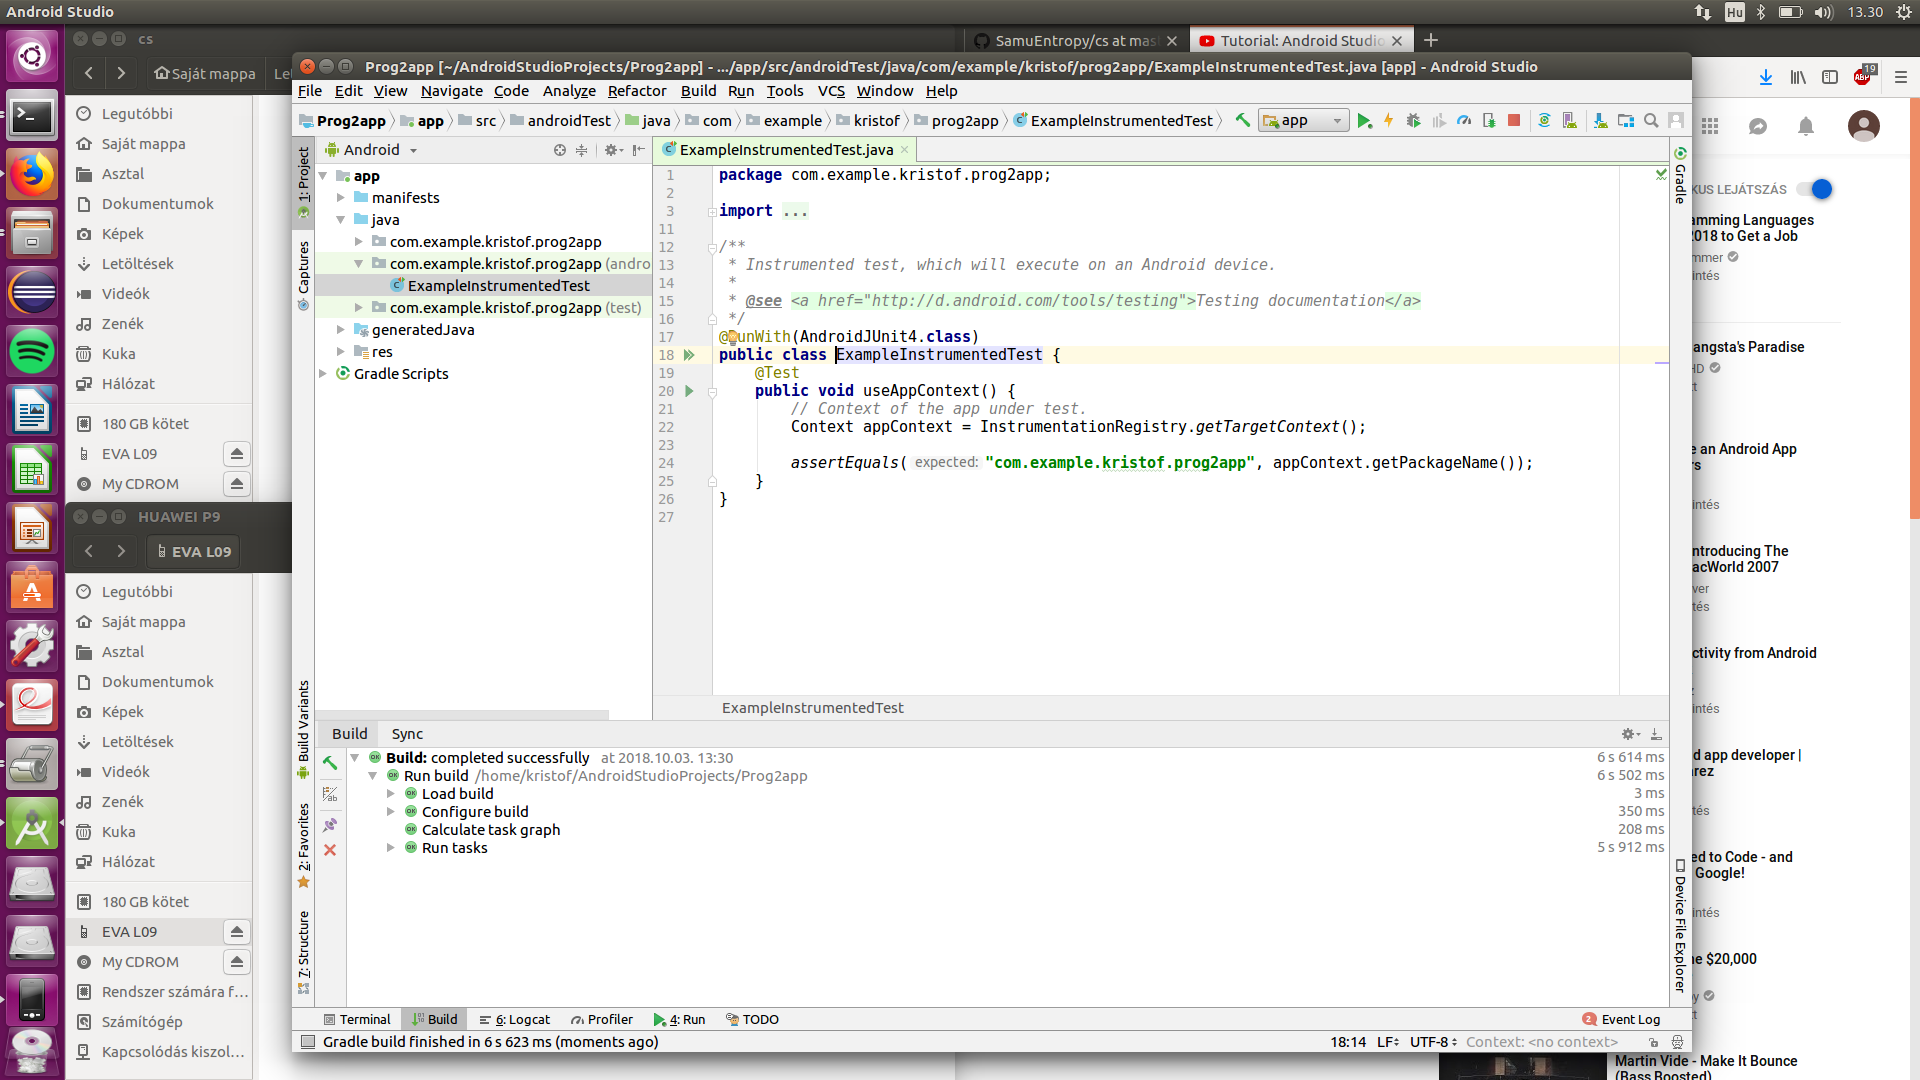 Android Studio
Hu
13.30
cs
SamuEntropy/cs at mas
Tutorial: Android Studio
Saját mappa
Prog2app [~/AndroidStudioProjects/Prog2app] - .../app/src/androidTest/java/com/example/kristof/prog2app/ExampleInstrumentedTest.java [app] - Android Studio
File Edit View Navigate Code Analyze Refactor Build Run Tools VCS Window Help
Prog2app app src androidTest java com example kristof prog2app ExampleInstrumentedTest app
19
Legutóbbi
Saját mappa
Asztal
Dokumentumok
Képek
Letöltések
Videók
Zenék
Kuka
Hálózat
180 GB kötet
EVA L09
My CDROM
HUAWEI P9
EVA L09
Legutóbbi
Saját mappa
Asztal
Dokumentumok
Képek
Letöltések
Videók
Zenék
Kuka
Hálózat
180 GB kötet
EVA L09
My CDROM
Rendszer számára f...
Számítógép
Kapcsolódás kiszol...
1: Project
Captures
Build Variants
2: Favorites
7: Structure
Android
app
manifests
java
com.example.kristof.prog2app
com.example.kristof.prog2app (andro
ExampleInstrumentedTest
com.example.kristof.prog2app (test)
generatedJava
res
Gradle Scripts
ExampleInstrumentedTest.java
1 package com.example.kristof.prog2app;
2
3 import ...
11
12 /**
13 * Instrumented test, which will execute on an Android device.
14 *
15 * @see <a href="http://d.android.com/tools/testing">Testing documentation</a>
16 */
17 @RunWith(AndroidJUnit4.class)
18 public class ExampleInstrumentedTest {
19 @Test
20 public void useAppContext() {
21 // Context of the app under test.
22 Context appContext = InstrumentationRegistry.getTargetContext();
23
24 assertEquals( expected: "com.example.kristof.prog2app", appContext.getPackageName());
25 }
26 }
27
ExampleInstrumentedTest
Gradle
Device File Explorer
Build Sync
Build: completed successfully at 2018.10.03. 13:30 6 s 614 ms
Run build /home/kristof/AndroidStudioProjects/Prog2app 6 s 502 ms
Load build 3 ms
Configure build 350 ms
Calculate task graph 208 ms
Run tasks 5 s 912 ms
Terminal Build 6: Logcat Profiler 4: Run TODO 2 Event Log
Gradle build finished in 6 s 623 ms (moments ago) 18:14 LF UTF-8 Context: <no context>
KUS LEJÁTSZÁS
amming Languages
2018 to Get a Job
mmer
intés
angsta's Paradise
HD
e an Android App
rs
intés
ntroducing The
acWorld 2007
ver
tés
ctivity from Android
intés
d app developer |
rez
és
ed to Code - and
Google!
intés
ne $20,000
Martin Vide - Make It Bounce
(Bass Boosted)